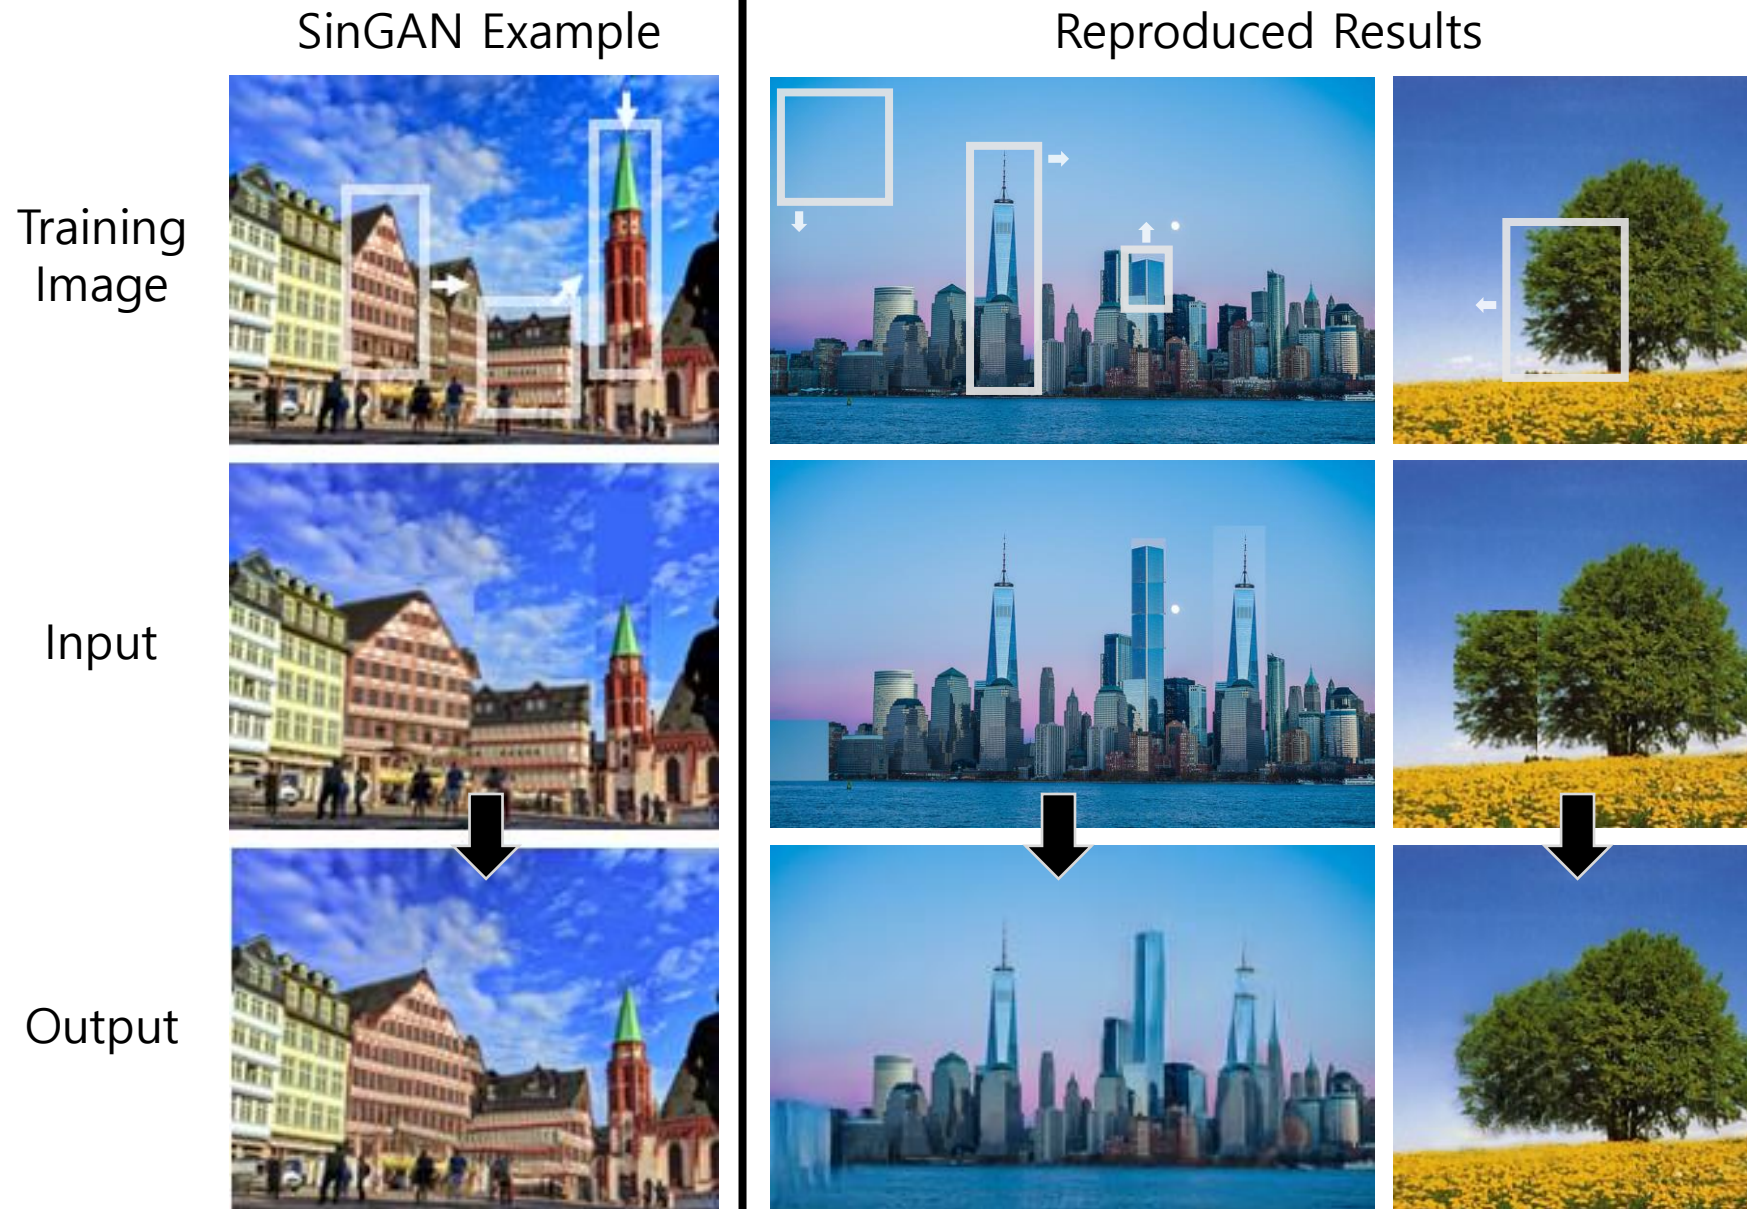 SinGAN Example
Reproduced Results
Training
Image
Input
Output